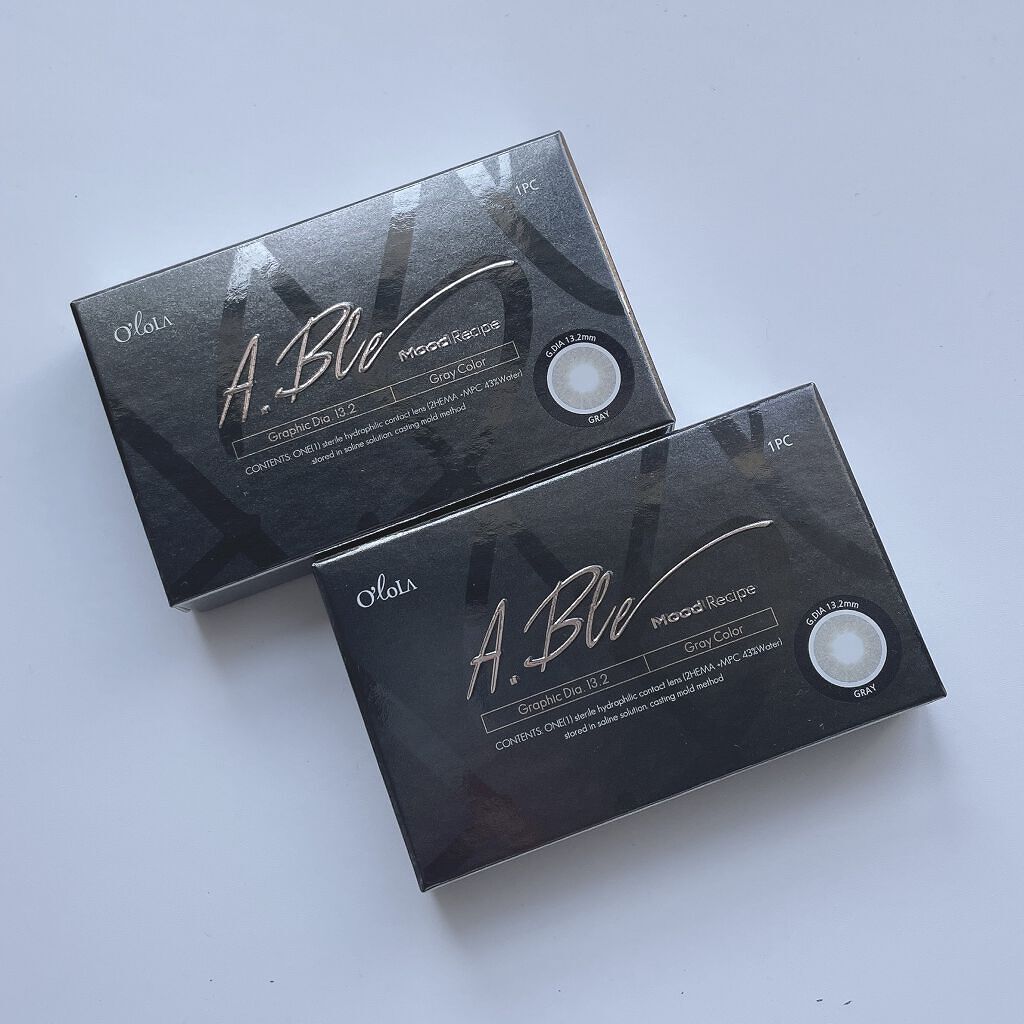 1PC
O'loLA
A.Ble
Mood Recipe
Graphic Dia. 13.2
Gray Color
CONTENTS: ONE(1) sterile hydrophilic contact lens (2HEMA +MPC 43%Water)
stored in saline solution. casting mold method
G.DIA 13.2mm
GRAY
1PC
O'loLA
A.Ble
Mood Recipe
Graphic Dia. 13.2
Gray Color
CONTENTS: ONE(1) sterile hydrophilic contact lens (2HEMA +MPC 43%Water)
stored in saline solution. casting mold method
G.DIA 13.2mm
GRAY